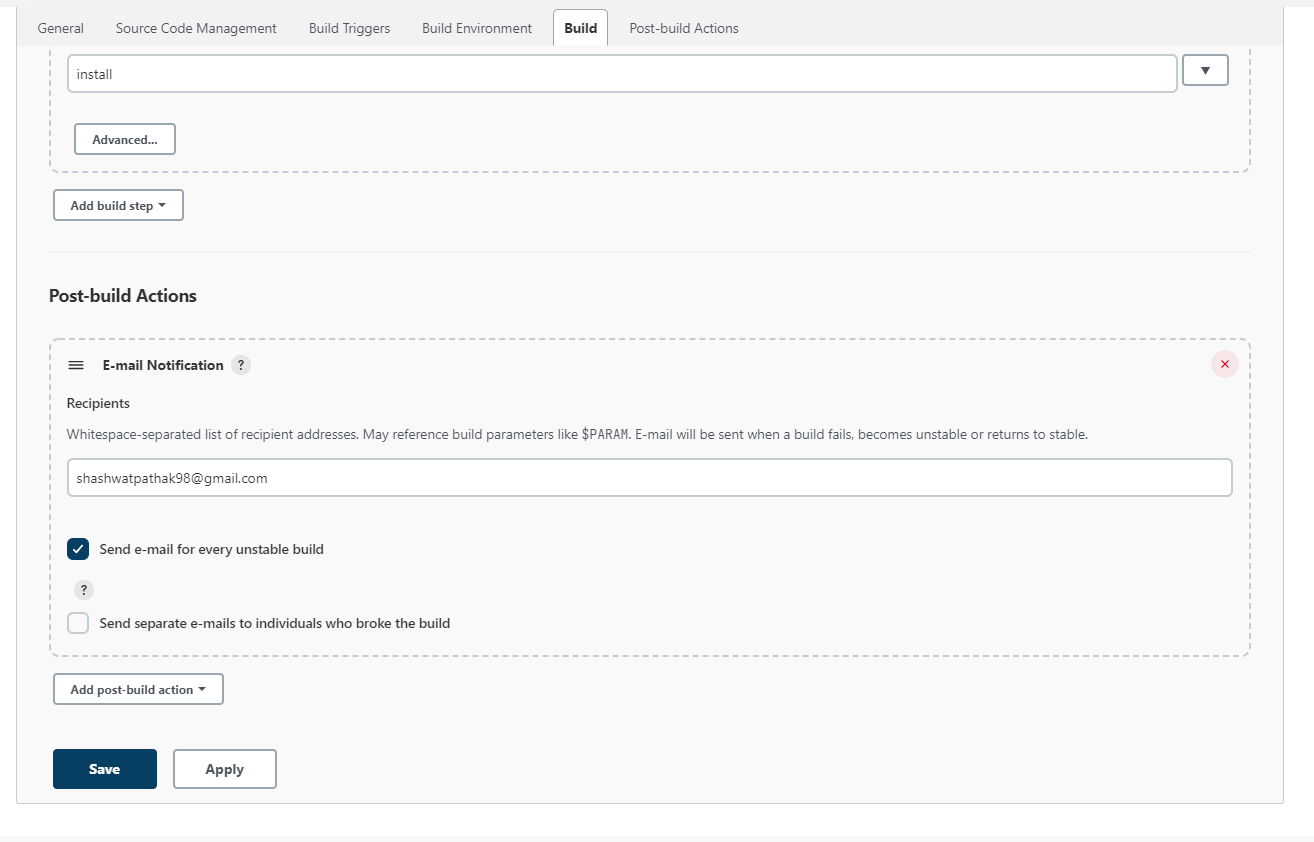 General Source Code Management Build Triggers Build Environment Build Post-build Actions
install
▼
Advanced...
Add build step
Post-build Actions
E-mail Notification ?
Recipients
Whitespace-separated list of recipient addresses. May reference build parameters like $PARAM. E-mail will be sent when a build fails, becomes unstable or returns to stable.
shashwatpathak98@gmail.com
Send e-mail for every unstable build
?
Send separate e-mails to individuals who broke the build
Add post-build action
Save Apply